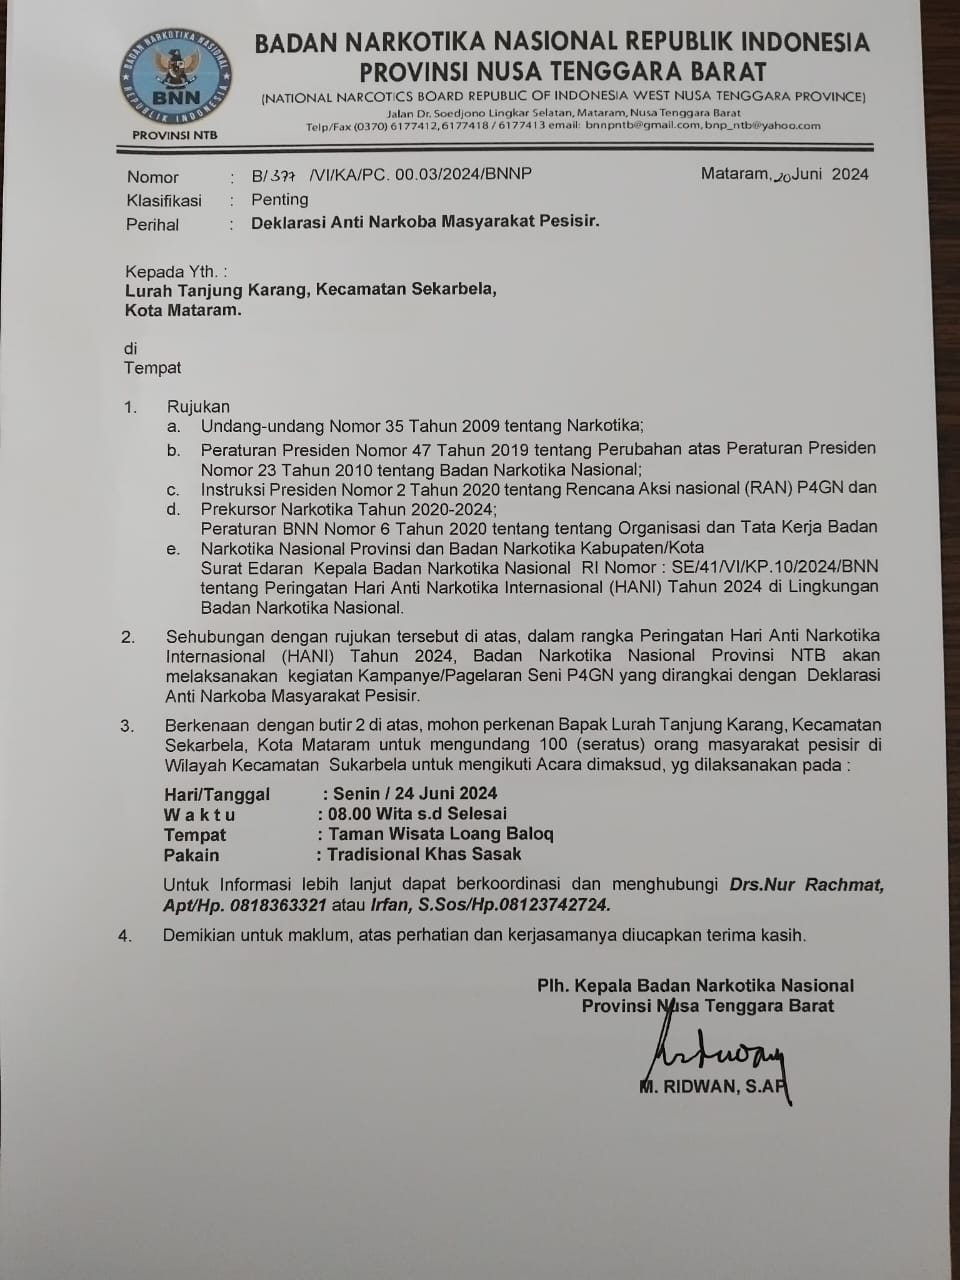 BADAN NARKOTIKA NASIONAL
REPUBLIK INDONESIA
BNN
PROVINSI NTB
BADAN NARKOTIKA NASIONAL REPUBLIK INDONESIA
PROVINSI NUSA TENGGARA BARAT
(NATIONAL NARCOTICS BOARD REPUBLIC OF INDONESIA WEST NUSA TENGGARA PROVINCE)
Jalan Dr. Soedjono Lingkar Selatan, Mataram, Nusa Tenggara Barat
Telp/Fax (0370) 6177412, 6177418 / 6177413 email: bnnpntb@gmail.com, bnp_ntb@yahoo.com
Nomor : B/ 377 /VI/KA/PC. 00.03/2024/BNNP Mataram, 20 Juni 2024
Klasifikasi : Penting
Perihal : Deklarasi Anti Narkoba Masyarakat Pesisir.
Kepada Yth. :
Lurah Tanjung Karang, Kecamatan Sekarbela,
Kota Mataram.
di
Tempat
1. Rujukan
a. Undang-undang Nomor 35 Tahun 2009 tentang Narkotika;
b. Peraturan Presiden Nomor 47 Tahun 2019 tentang Perubahan atas Peraturan Presiden
Nomor 23 Tahun 2010 tentang Badan Narkotika Nasional;
c. Instruksi Presiden Nomor 2 Tahun 2020 tentang Rencana Aksi nasional (RAN) P4GN dan
d. Prekursor Narkotika Tahun 2020-2024;
Peraturan BNN Nomor 6 Tahun 2020 tentang tentang Organisasi dan Tata Kerja Badan
e. Narkotika Nasional Provinsi dan Badan Narkotika Kabupaten/Kota
Surat Edaran Kepala Badan Narkotika Nasional RI Nomor : SE/41/VI/KP.10/2024/BNN
tentang Peringatan Hari Anti Narkotika Internasional (HANI) Tahun 2024 di Lingkungan
Badan Narkotika Nasional.
2. Sehubungan dengan rujukan tersebut di atas, dalam rangka Peringatan Hari Anti Narkotika
Internasional (HANI) Tahun 2024, Badan Narkotika Nasional Provinsi NTB akan
melaksanakan kegiatan Kampanye/Pagelaran Seni P4GN yang dirangkai dengan Deklarasi
Anti Narkoba Masyarakat Pesisir.
3. Berkenaan dengan butir 2 di atas, mohon perkenan Bapak Lurah Tanjung Karang, Kecamatan
Sekarbela, Kota Mataram untuk mengundang 100 (seratus) orang masyarakat pesisir di
Wilayah Kecamatan Sukarbela untuk mengikuti Acara dimaksud, yg dilaksanakan pada :
Hari/Tanggal : Senin / 24 Juni 2024
W a k t u : 08.00 Wita s.d Selesai
Tempat : Taman Wisata Loang Baloq
Pakain : Tradisional Khas Sasak
Untuk Informasi lebih lanjut dapat berkoordinasi dan menghubungi Drs.Nur Rachmat,
Apt/Hp. 0818363321 atau Irfan, S.Sos/Hp.08123742724.
4. Demikian untuk maklum, atas perhatian dan kerjasamanya diucapkan terima kasih.
Plh. Kepala Badan Narkotika Nasional
Provinsi Nusa Tenggara Barat
M. RIDWAN, S.AP